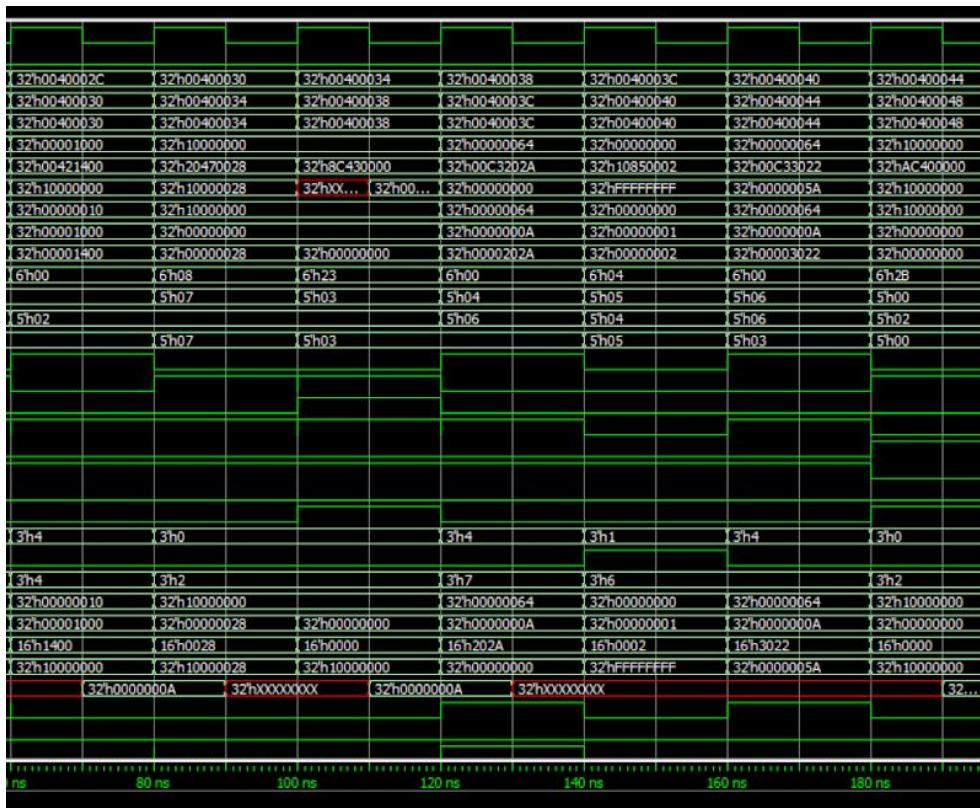 32'h0040002C 32'h00400030 32'h00400034 32'h00400038 32'h0040003C 32'h00400040 32'h00400044
32'h00400030 32'h00400034 32'h00400038 32'h0040003C 32'h00400040 32'h00400044 32'h00400048
32'h00400030 32'h00400034 32'h00400038 32'h0040003C 32'h00400040 32'h00400044 32'h00400048
32'h00001000 32'h10000000 32'h00000064 32'h00000000 32'h00000064 32'h10000000
32'h00421400 32'h20470028 32'h8C430000 32'h00C3202A 32'h10850002 32'h00C33022 32'hAC400000
32'h10000000 32'h10000028 32'hXX... 32'h00... 32'h00000000 32'hFFFFFFFF 32'h0000005A 32'h10000000
32'h00000010 32'h10000000 32'h00000064 32'h00000000 32'h00000064 32'h10000000
32'h00001000 32'h00000000 32'h0000000A 32'h00000001 32'h0000000A 32'h00000000
32'h00001400 32'h00000028 32'h00000000 32'h0000202A 32'h00000002 32'h00003022 32'h00000000
6'h00 6'h08 6'h23 6'h00 6'h04 6'h00 6'h2B
5'h07 5'h03 5'h04 5'h05 5'h06 5'h00
5'h02 5'h06 5'h04 5'h06 5'h02
5'h07 5'h03 5'h05 5'h03 5'h00
3'h4 3'h0 3'h4 3'h1 3'h4 3'h0
3'h4 3'h2 3'h7 3'h6 3'h2
32'h00000010 32'h10000000 32'h00000064 32'h00000000 32'h00000064 32'h10000000
32'h00001000 32'h00000028 32'h00000000 32'h0000000A 32'h00000001 32'h0000000A 32'h00000000
16'h1400 16'h0028 16'h0000 16'h202A 16'h0002 16'h3022 16'h0000
32'h10000000 32'h10000028 32'h10000000 32'h00000000 32'hFFFFFFFF 32'h0000005A 32'h10000000
32'h0000000A 32'hXXXXXXXX 32'h0000000A 32'hXXXXXXXX 32...
ns 80 ns 100 ns 120 ns 140 ns 160 ns 180 ns